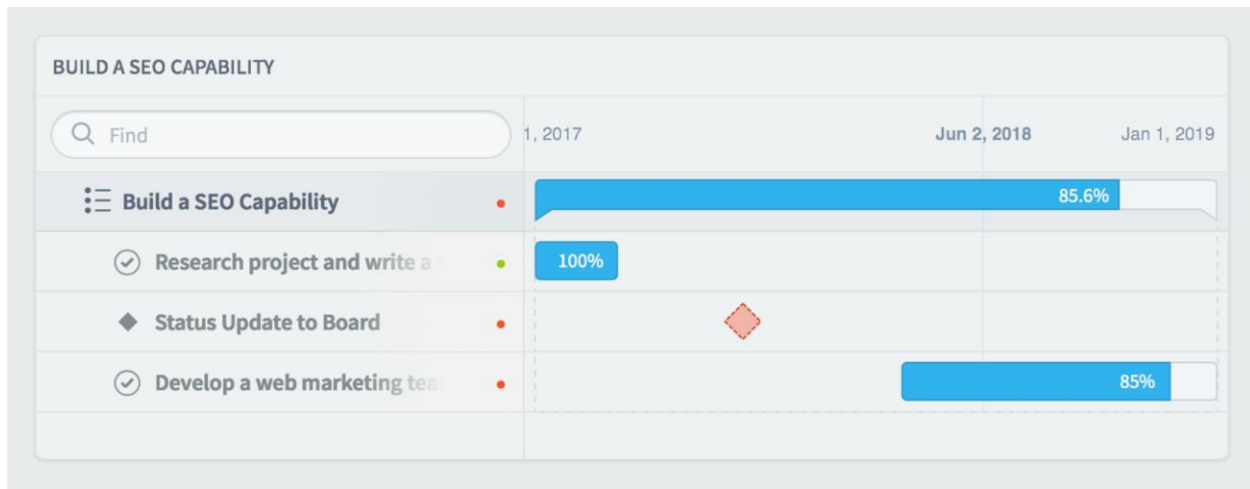 BUILD A SEO CAPABILITY
Find
1, 2017 Jun 2, 2018 Jan 1, 2019
Build a SEO Capability 85.6%
Research project and write a 100%
Status Update to Board
Develop a web marketing tea 85%